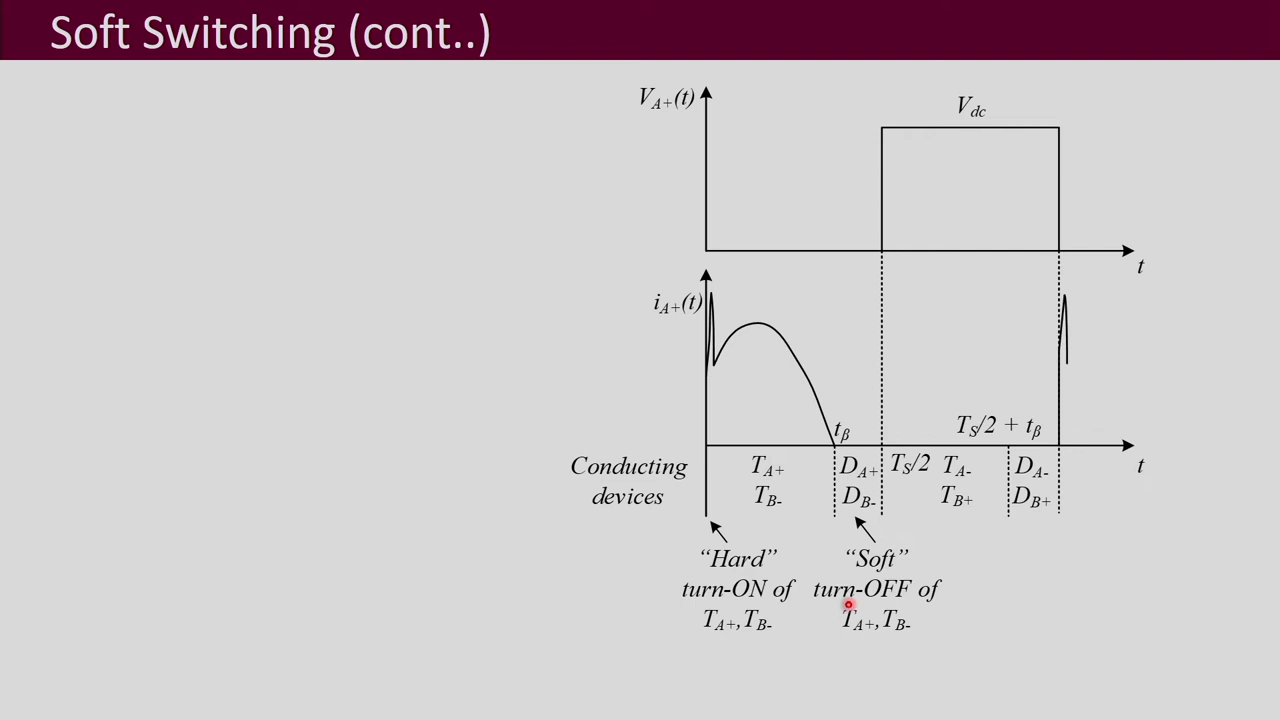 Soft Switching (cont..)
V_A+(t)
V_dc
t
i_A+(t)
t_β
T_S/2 + t_β
t
Conducting devices
T_A+
T_B-
D_A+
D_B-
T_S/2
T_A-
T_B+
D_A-
D_B+
“Hard”
turn-ON of
T_A+,T_B-
“Soft”
turn-OFF of
T_A+,T_B-